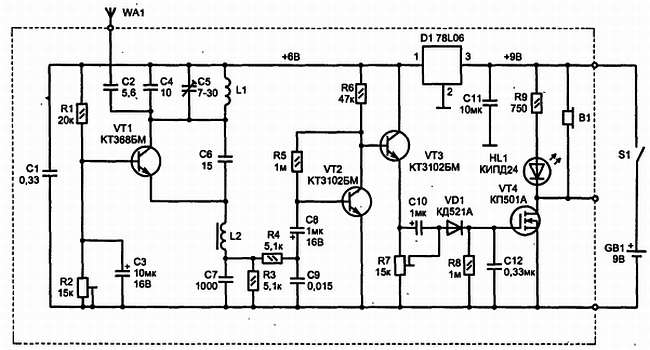 WA1
D1 78L06
+6В
1
3
+9В
2
C2
5,6
C4
10
C5
7-30
L1
R1
20к
VT1
КТ368БМ
C1
0,33
C6
15
R6
47к
R5
1м
VT2
КТ3102БМ
VT3
КТ3102БМ
C11
10мк
R9
750
B1
HL1
КИПД24
S1
VT4
КП501А
C10
1мк
VD1
КД521А
L2
R4
5,1к
C8
1мк
16В
+
R2
15к
C3
10мк
16В
+
C7
1000
R3
5,1к
C9
0,015
R7
15к
R8
1м
C12
0,33мк
GB1
9В
+